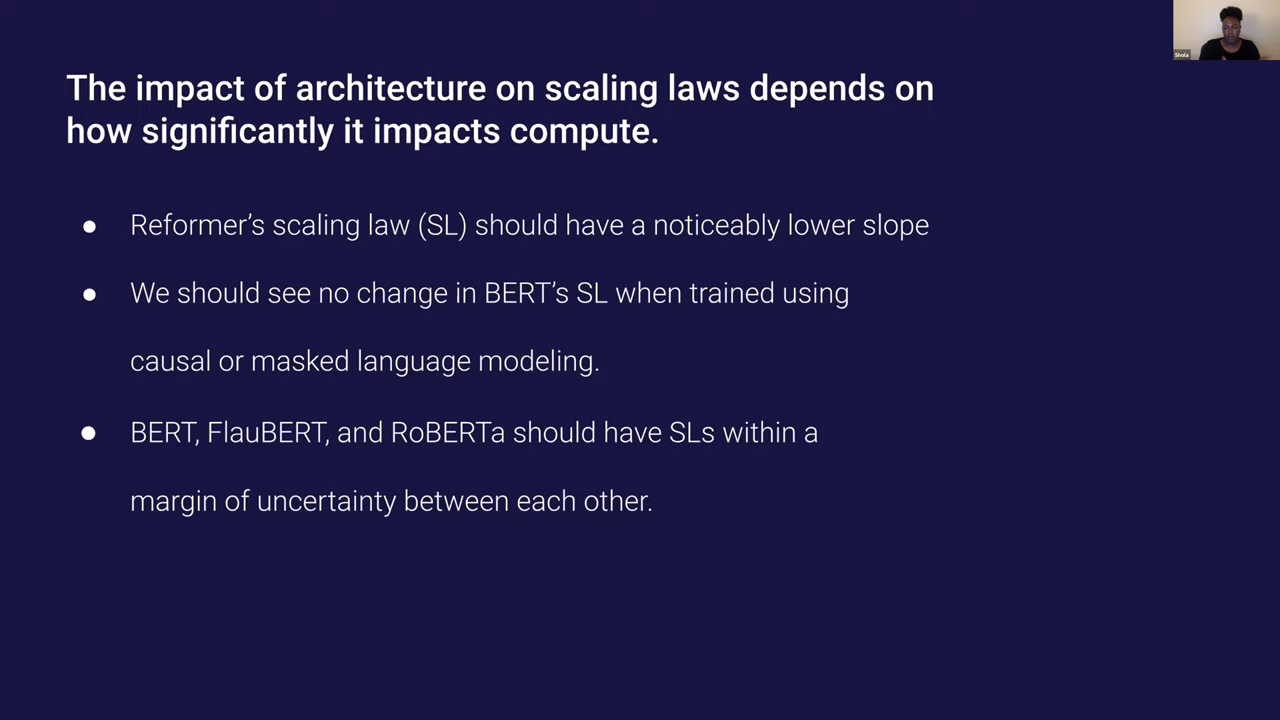 Shola
The impact of architecture on scaling laws depends on
how significantly it impacts compute.
● Reformer’s scaling law (SL) should have a noticeably lower slope
● We should see no change in BERT’s SL when trained using
causal or masked language modeling.
● BERT, FlauBERT, and RoBERTa should have SLs within a
margin of uncertainty between each other.